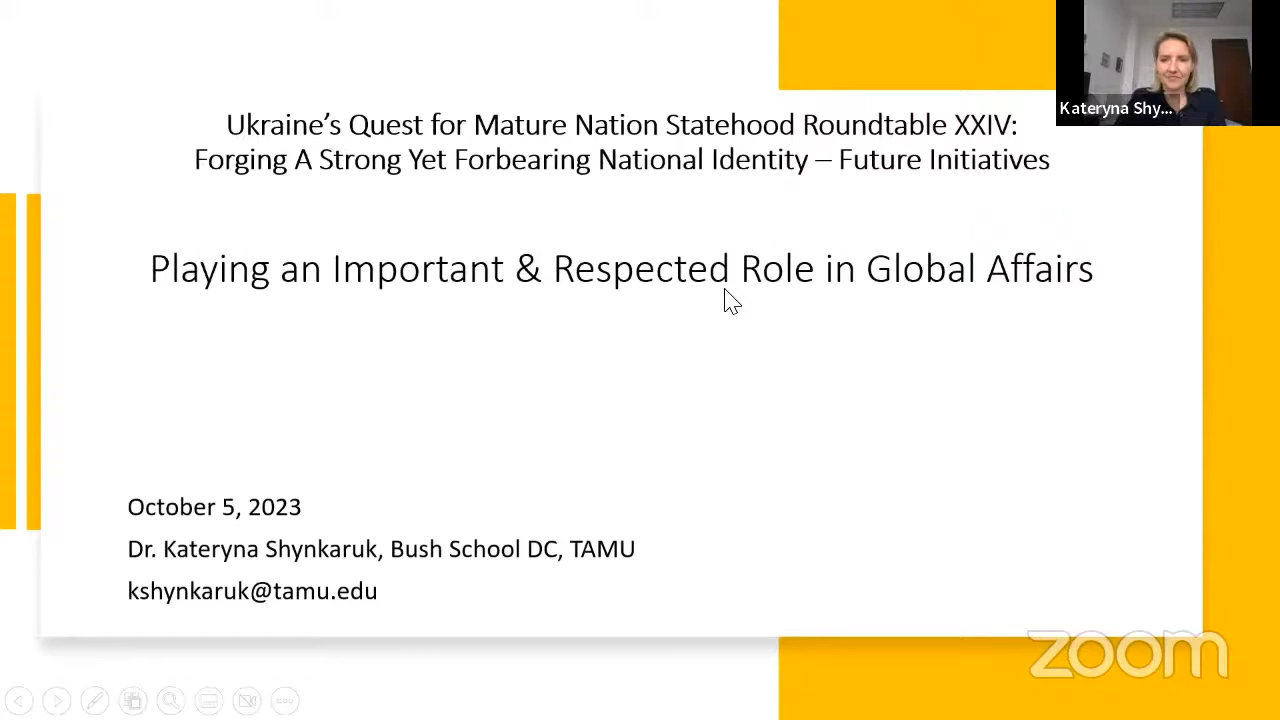 Kateryna Shy...
Ukraine's Quest for Mature Nation Statehood Roundtable XXIV:
Forging A Strong Yet Forbearing National Identity – Future Initiatives
Playing an Important & Respected Role in Global Affairs
October 5, 2023
Dr. Kateryna Shynkaruk, Bush School DC, TAMU
kshynkaruk@tamu.edu
zoom